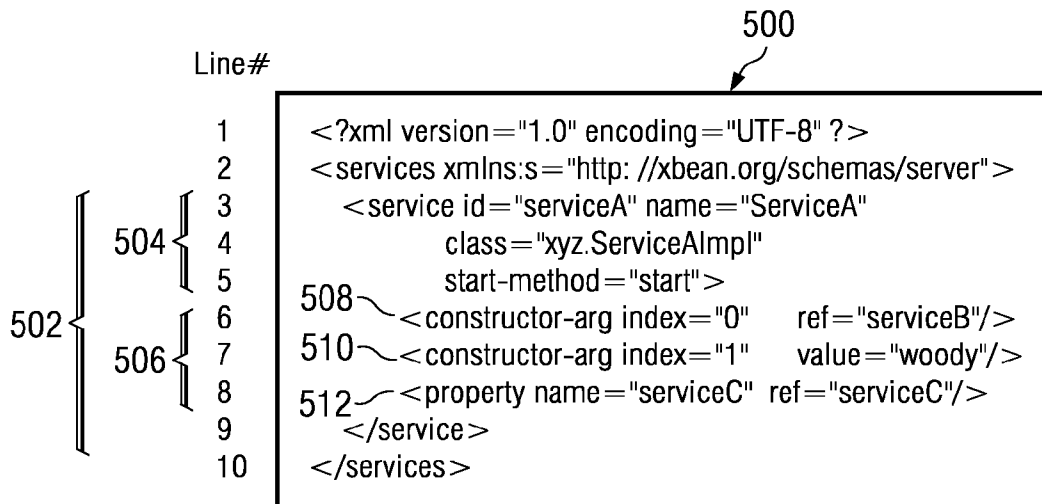 500
Line#
1 <?xml version="1.0" encoding="UTF-8" ?>
2 <services xmlns:s="http: //xbean.org/schemas/server">
3 <service id="serviceA" name="ServiceA"
504 4 class="xyz.ServiceAImpl"
5 start-method="start">
508
502 6 <constructor-arg index="0" ref="serviceB"/>
506 7 510 <constructor-arg index="1" value="woody"/>
8 512 <property name="serviceC" ref="serviceC"/>
9 </service>
10 </services>